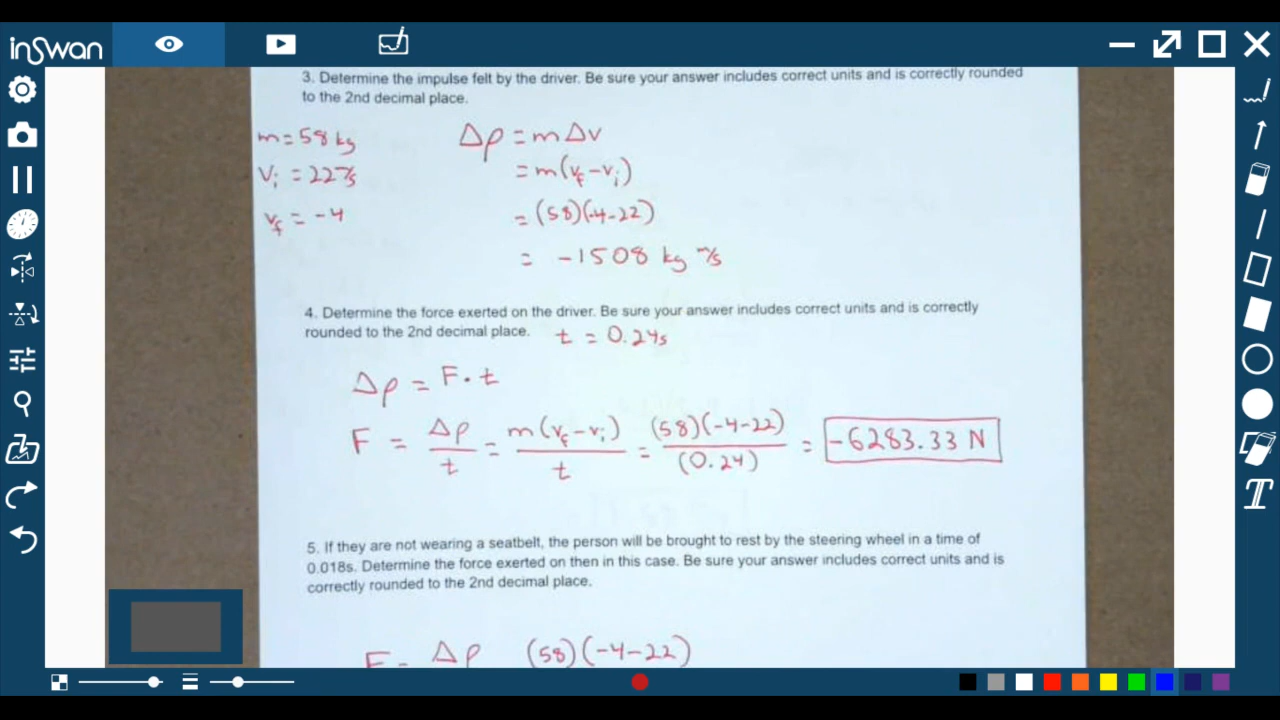 inSwan
3. Determine the impulse felt by the driver. Be sure your answer includes correct units and is correctly rounded
to the 2nd decimal place.
m = 58 kg
Δp = m Δv
Vi = 22 m/s
= m(vf - vi)
vf = -4
= (58)(-4-22)
= -1508 kg m/s
4. Determine the force exerted on the driver. Be sure your answer includes correct units and is correctly
rounded to the 2nd decimal place. t = 0.24s
Δp = F · t
F = Δp/t = m(vf - vi)/t = (58)(-4-22)/(0.24) = -6283.33 N
5. If they are not wearing a seatbelt, the person will be brought to rest by the steering wheel in a time of
0.018s. Determine the force exerted on then in this case. Be sure your answer includes correct units and is
correctly rounded to the 2nd decimal place.
F = Δp (58)(-4-22)
T